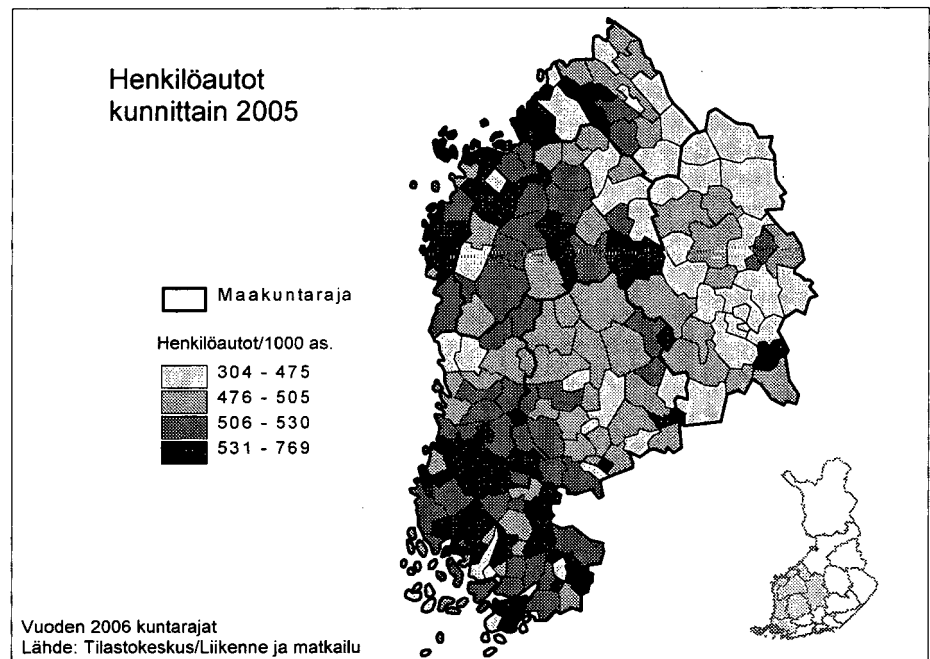 Henkilöautot
kunnittain 2005
Maakuntaraja
Henkilöautot/1000 as.
304 - 475
476 - 505
506 - 530
531 - 769
Vuoden 2006 kuntarajat
Lähde: Tilastokeskus/Liikenne ja matkailu